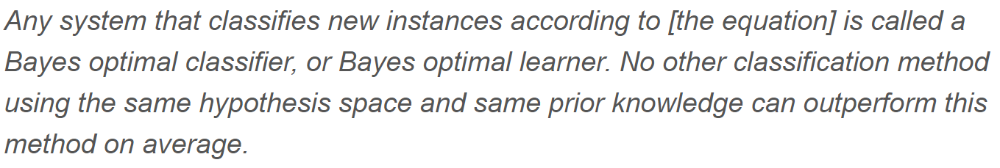 Any system that classifies new instances according to [the equation] is called a
Bayes optimal classifier, or Bayes optimal learner. No other classification method
using the same hypothesis space and same prior knowledge can outperform this
method on average.